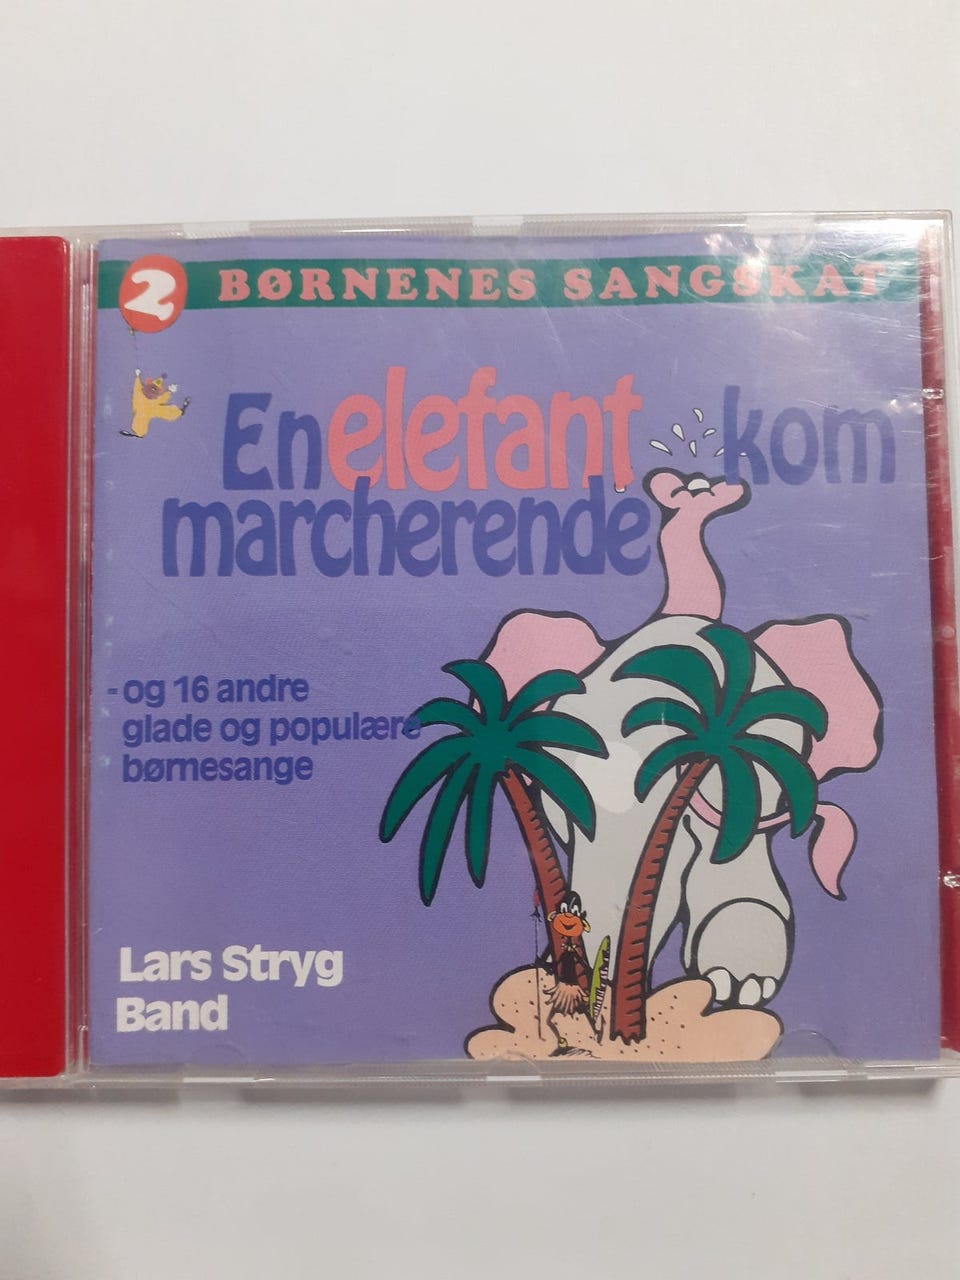 2 BØRNENES SANGSKAT
En elefant kom
marcherende
- og 16 andre
glade og populære
børnesange
Lars Stryg
Band